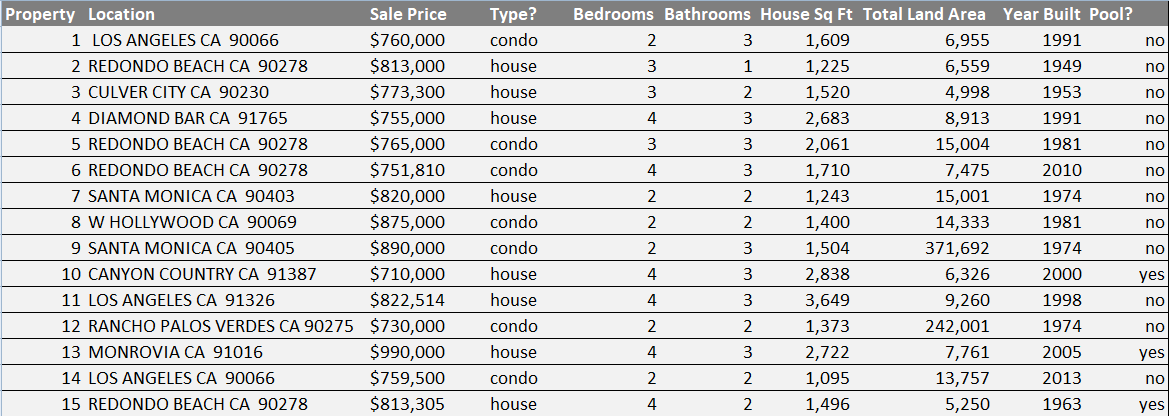 Property Location Sale Price Type? Bedrooms Bathrooms House Sq Ft Total Land Area Year Built Pool?
1 LOS ANGELES CA 90066 $760,000 condo 2 3 1,609 6,955 1991 no
2 REDONDO BEACH CA 90278 $813,000 house 3 1 1,225 6,559 1949 no
3 CULVER CITY CA 90230 $773,300 house 3 2 1,520 4,998 1953 no
4 DIAMOND BAR CA 91765 $755,000 house 4 3 2,683 8,913 1991 no
5 REDONDO BEACH CA 90278 $765,000 condo 3 3 2,061 15,004 1981 no
6 REDONDO BEACH CA 90278 $751,810 condo 4 3 1,710 7,475 2010 no
7 SANTA MONICA CA 90403 $820,000 house 2 2 1,243 15,001 1974 no
8 W HOLLYWOOD CA 90069 $875,000 condo 2 2 1,400 14,333 1981 no
9 SANTA MONICA CA 90405 $890,000 condo 2 3 1,504 371,692 1974 no
10 CANYON COUNTRY CA 91387 $710,000 house 4 3 2,838 6,326 2000 yes
11 LOS ANGELES CA 91326 $822,514 house 4 3 3,649 9,260 1998 no
12 RANCHO PALOS VERDES CA 90275 $730,000 condo 2 2 1,373 242,001 1974 no
13 MONROVIA CA 91016 $990,000 house 4 3 2,722 7,761 2005 yes
14 LOS ANGELES CA 90066 $759,500 condo 2 2 1,095 13,757 2013 no
15 REDONDO BEACH CA 90278 $813,305 house 4 2 1,496 5,250 1963 yes